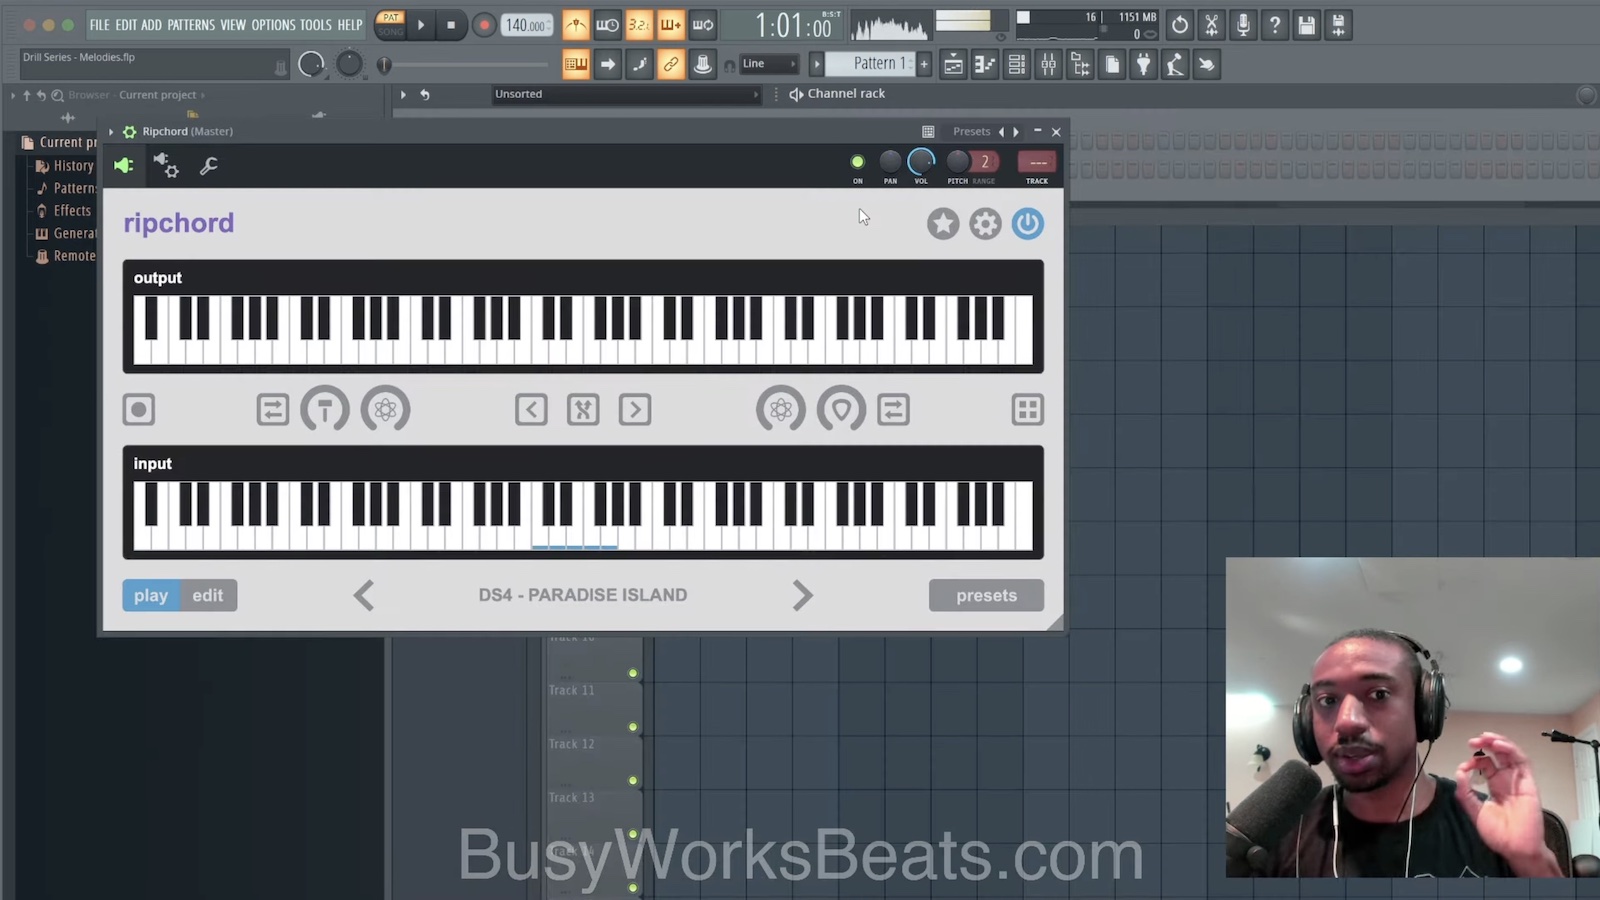 FILE EDIT ADD PATTERNS VIEW OPTIONS TOOLS HELP
PAT
SONG
140.000
3.2.
1:01:00
B:S:T
16
1151 MB
0
Drill Series - Melodies.flp
Line
Pattern 1
Browser - Current project
Unsorted
Channel rack
Ripchord (Master)
Presets
Current pr
History
Pattern
Effects
Genera
Remote
2
---
ON
PAN
VOL
PITCH
RANGE
TRACK
ripchord
output
input
play
edit
DS4 - PARADISE ISLAND
presets
Track 11
Track 12
Track 13
BusyWorksBeats.com